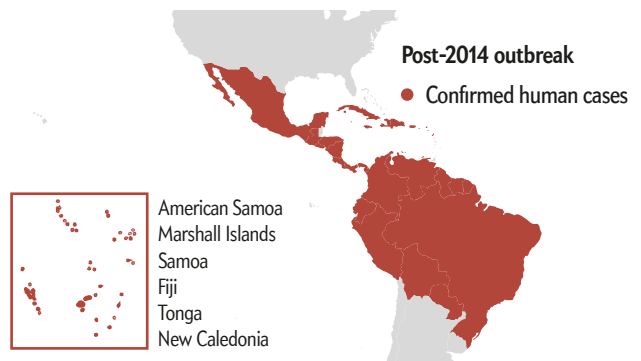 Post-2014 outbreak
Confirmed human cases
American Samoa
Marshall Islands
Samoa
Fiji
Tonga
New Caledonia